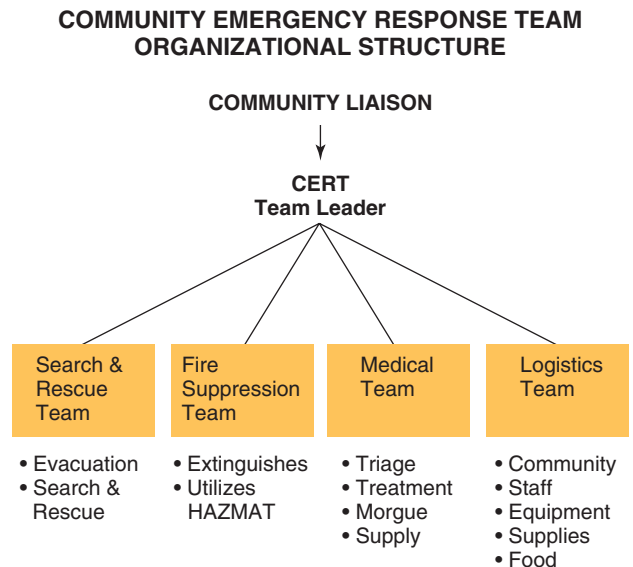 COMMUNITY EMERGENCY RESPONSE TEAM
ORGANIZATIONAL STRUCTURE
COMMUNITY LIAISON
CERT
Team Leader
Search &
Rescue
Team
Fire
Suppression
Team
Medical
Team
Logistics
Team
• Evacuation
• Search &
Rescue
• Extinguishes
• Utilizes
HAZMAT
• Triage
• Treatment
• Morgue
• Supply
• Community
• Staff
• Equipment
• Supplies
• Food